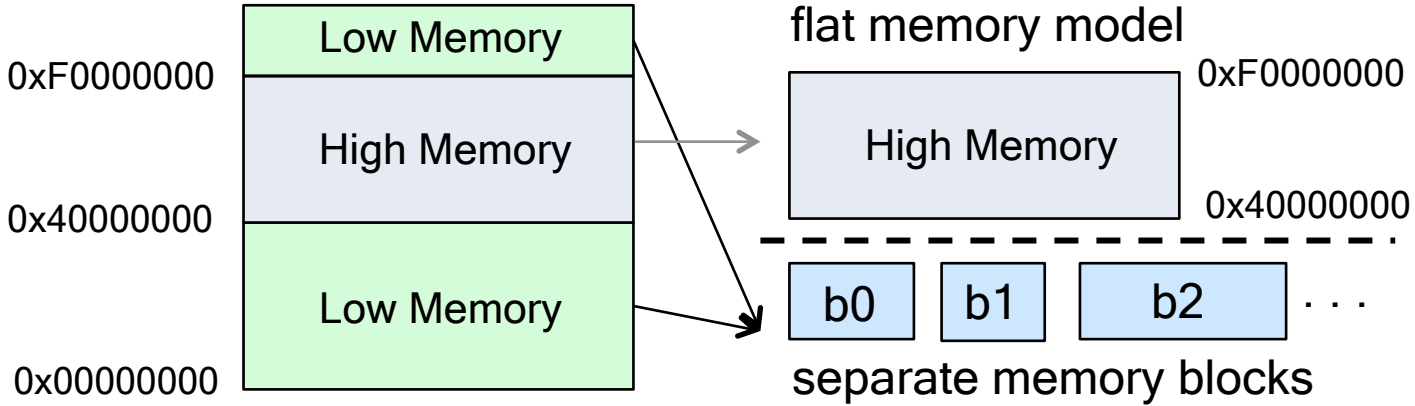 Low Memory
0xF0000000
High Memory
0x40000000
Low Memory
0x00000000
flat memory model
0xF0000000
High Memory
0x40000000
b0 b1 b2 . . .
separate memory blocks